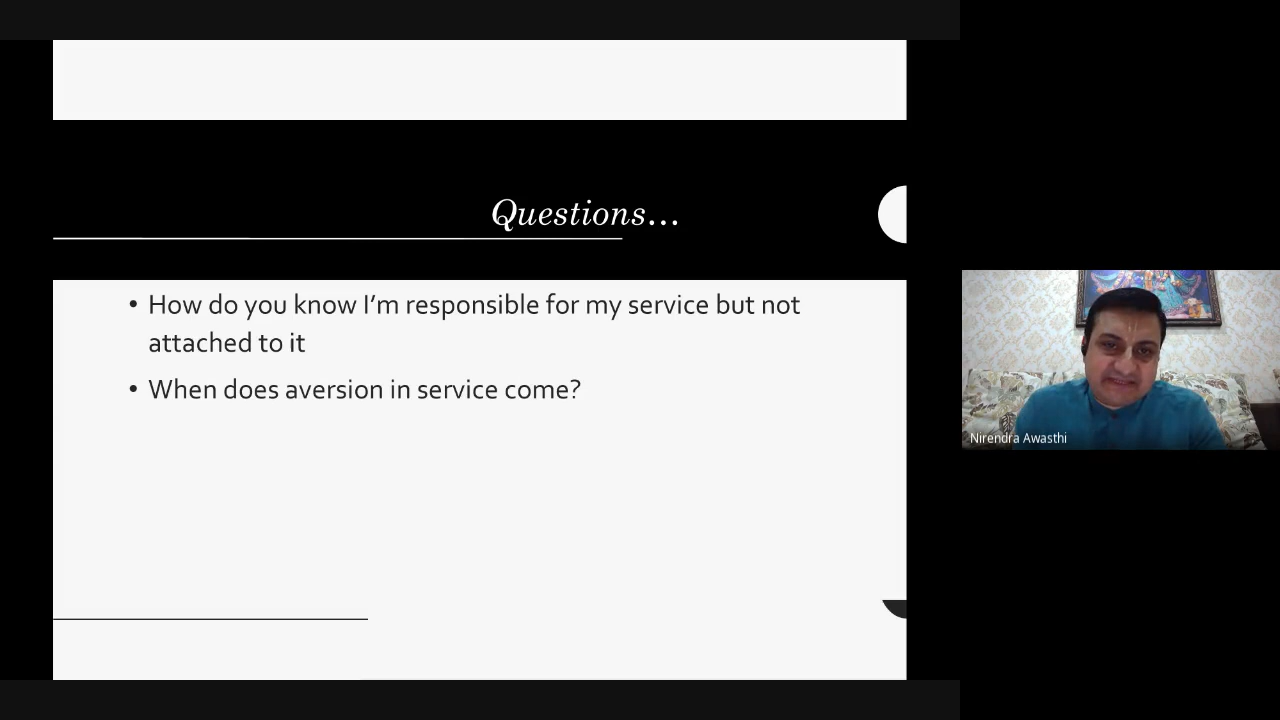 Questions…
• How do you know I’m responsible for my service but not
attached to it
• When does aversion in service come?
Nirendra Awasthi